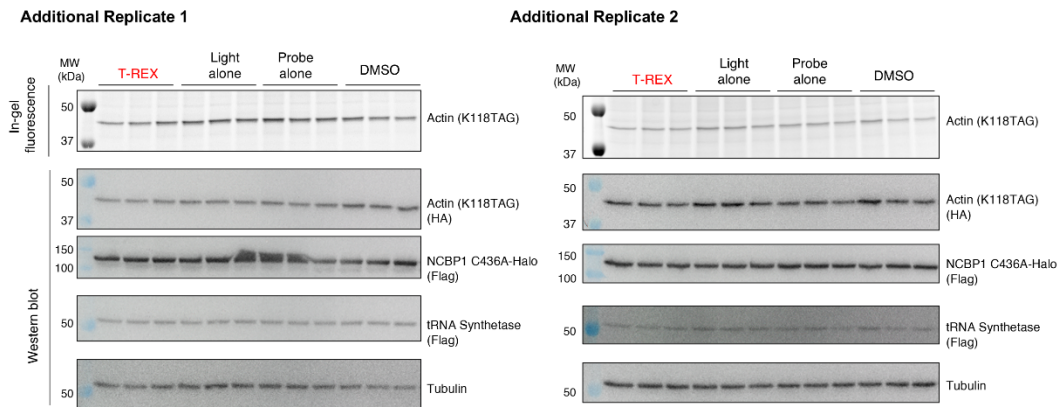 Additional Replicate 1
MW
(kDa)
T-REX
Light
alone
Probe
alone
DMSO
In-gel
fluorescence
50
37
Actin (K118TAG)
Western blot
50
37
Actin (K118TAG)
(HA)
150
100
NCBP1 C436A-Halo
(Flag)
50
tRNA Synthetase
(Flag)
50
Tubulin
Additional Replicate 2
MW
(kDa)
T-REX
Light
alone
Probe
alone
DMSO
50
37
Actin (K118TAG)
50
37
Actin (K118TAG)
(HA)
150
100
NCBP1 C436A-Halo
(Flag)
50
tRNA Synthetase
(Flag)
50
Tubulin